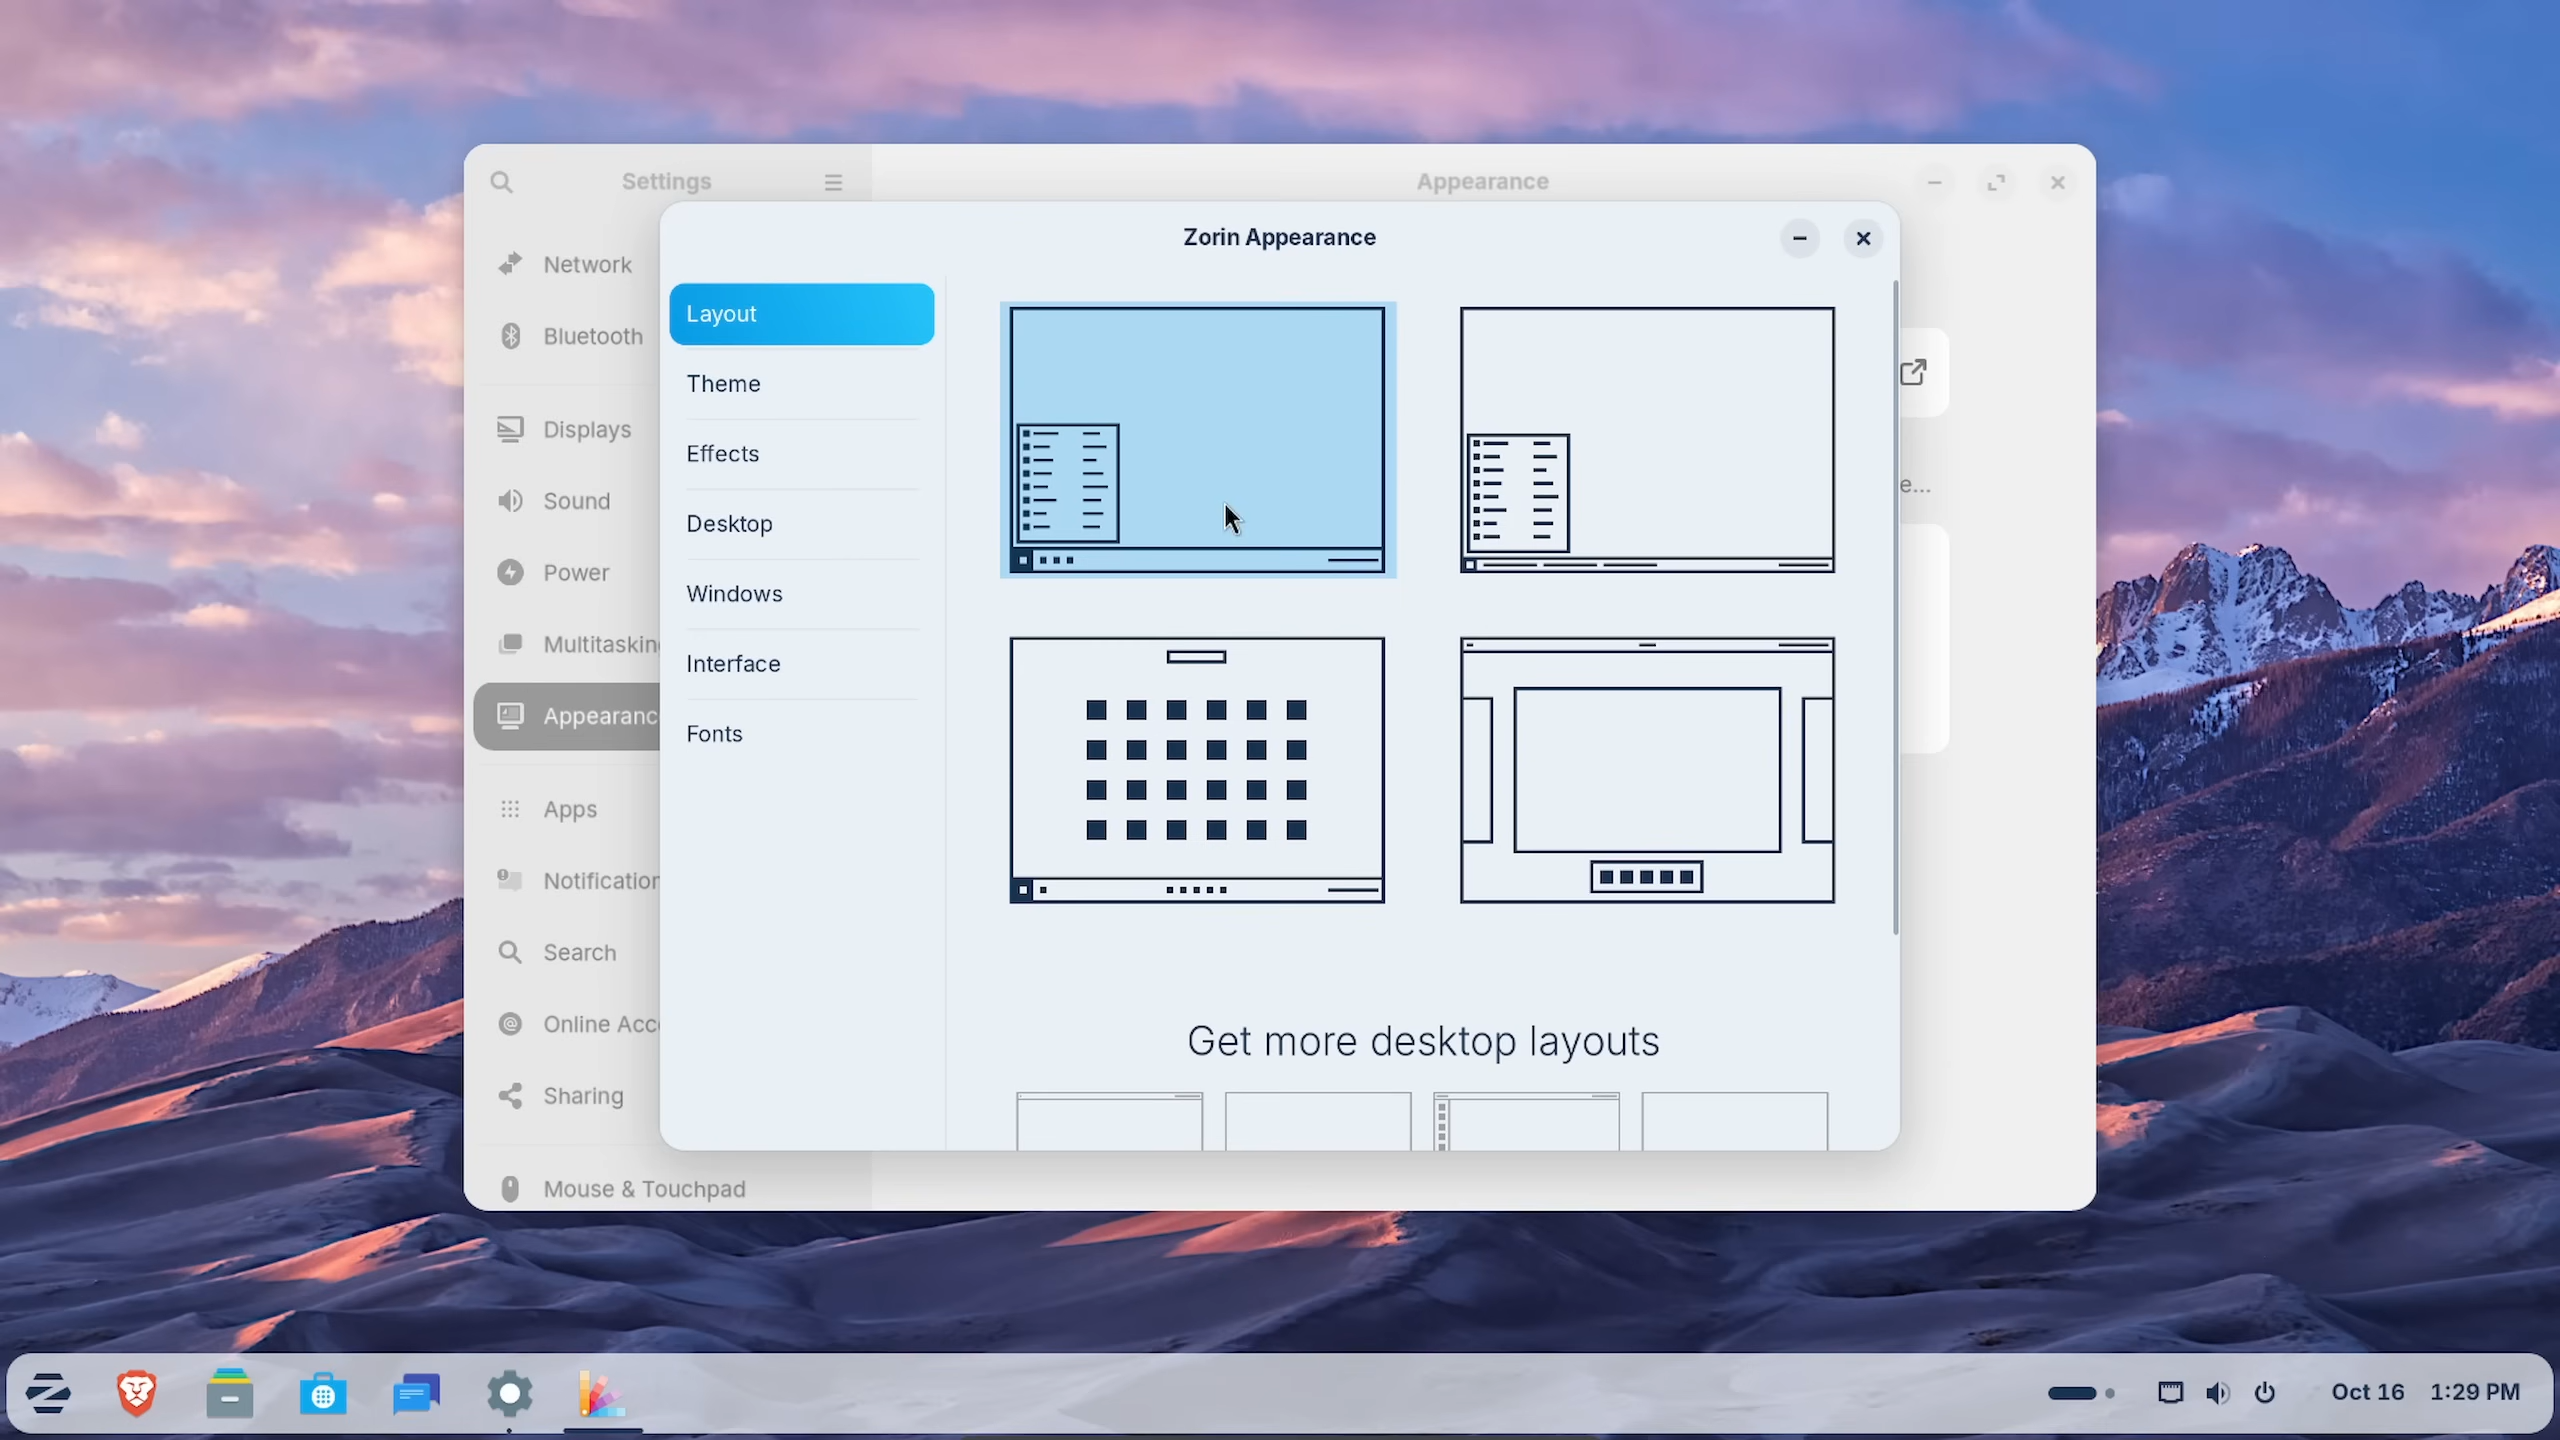 Settings
Appearance
Zorin Appearance
Network
Bluetooth
Displays
Sound
Power
Multitaskin
Appearanc
Apps
Notification
Search
Online Acc
Sharing
Mouse & Touchpad
Layout
Theme
Effects
Desktop
Windows
Interface
Fonts
e...
Get more desktop layouts
Oct 16 1:29 PM